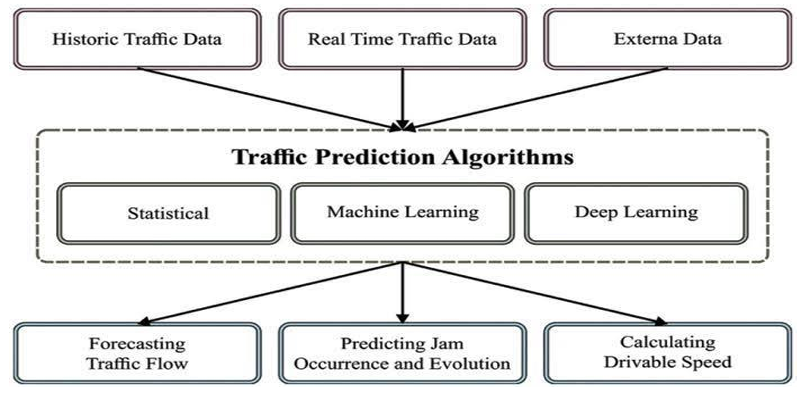 Historic Traffic Data
Real Time Traffic Data
Externa Data
Traffic Prediction Algorithms
Statistical
Machine Learning
Deep Learning
Forecasting
Traffic Flow
Predicting Jam
Occurrence and Evolution
Calculating
Drivable Speed